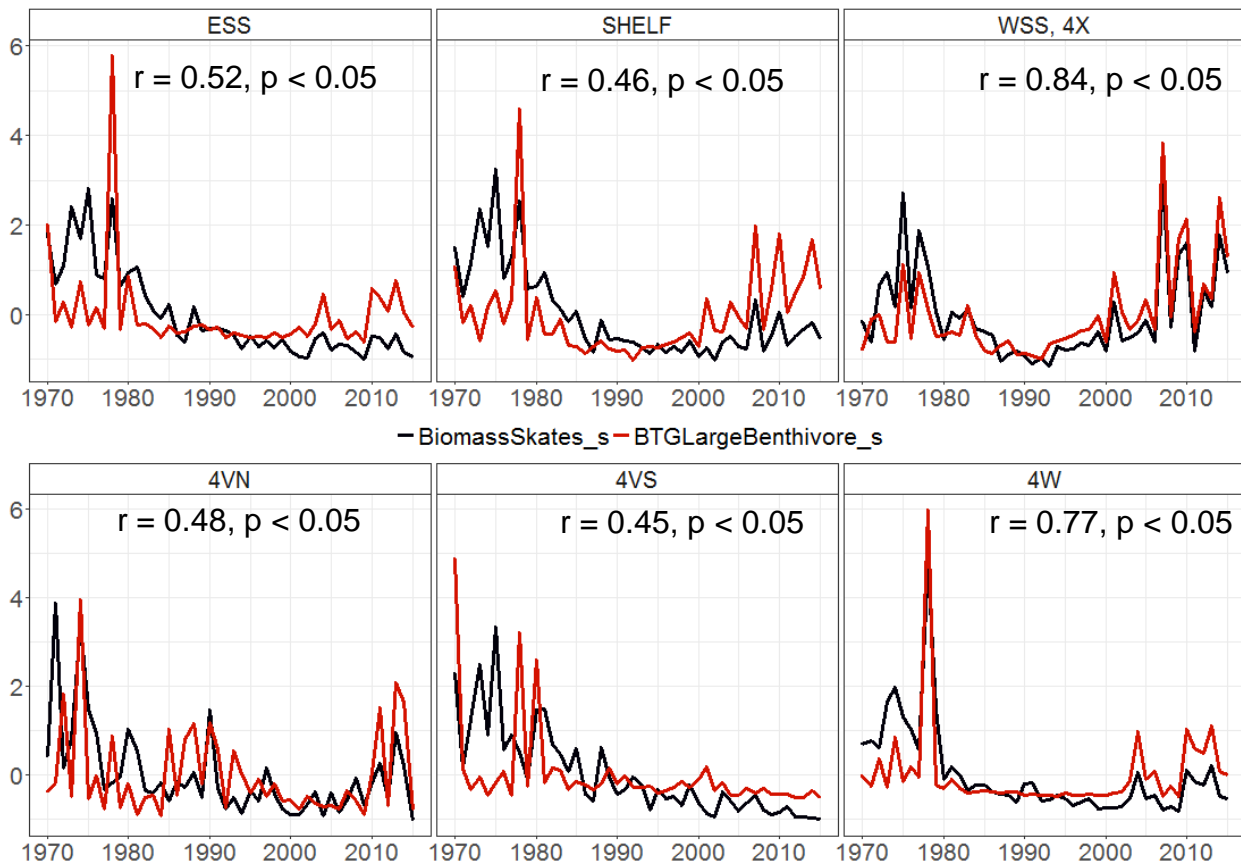 ESS SHELF WSS, 4X
r = 0.52, p < 0.05 r = 0.46, p < 0.05 r = 0.84, p < 0.05
6
4
2
0
1970 1980 1990 2000 2010 1970 1980 1990 2000 2010 1970 1980 1990 2000 2010
BiomassSkates_s BTGLargeBenthivore_s
4VN 4VS 4W
r = 0.48, p < 0.05 r = 0.45, p < 0.05 r = 0.77, p < 0.05
6
4
2
0
1970 1980 1990 2000 2010 1970 1980 1990 2000 2010 1970 1980 1990 2000 2010